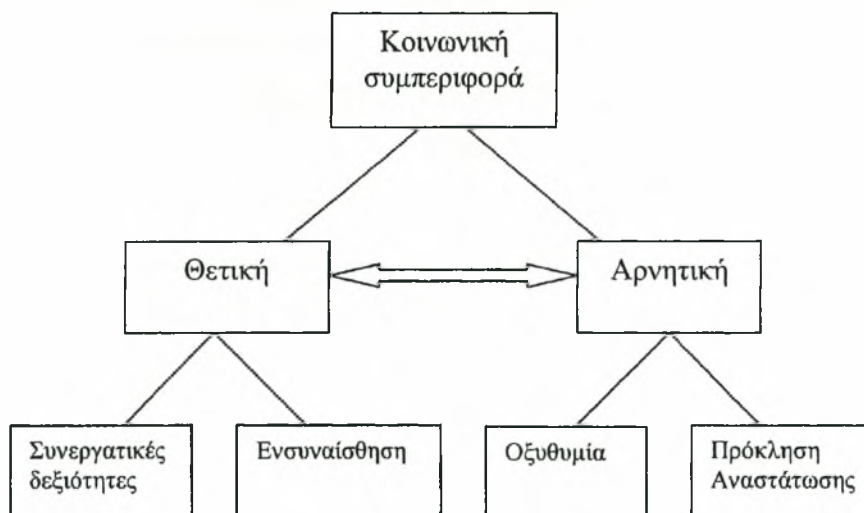 Κοινωνική
συμπεριφορά
Θετική
Αρνητική
Συνεργατικές
δεξιότητες
Ενσυναίσθηση
Οξυθυμία
Πρόκληση
Αναστάτωσης